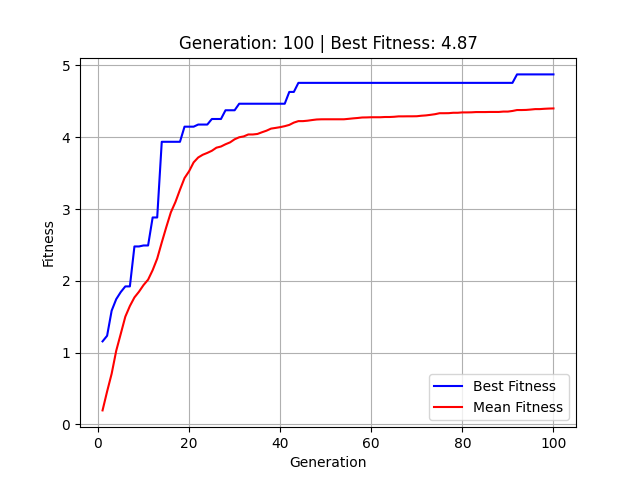 Generation: 100 | Best Fitness: 4.87
5
4
3
2
1
0
Fitness
0 20 40 60 80 100
Generation
Best Fitness
Mean Fitness